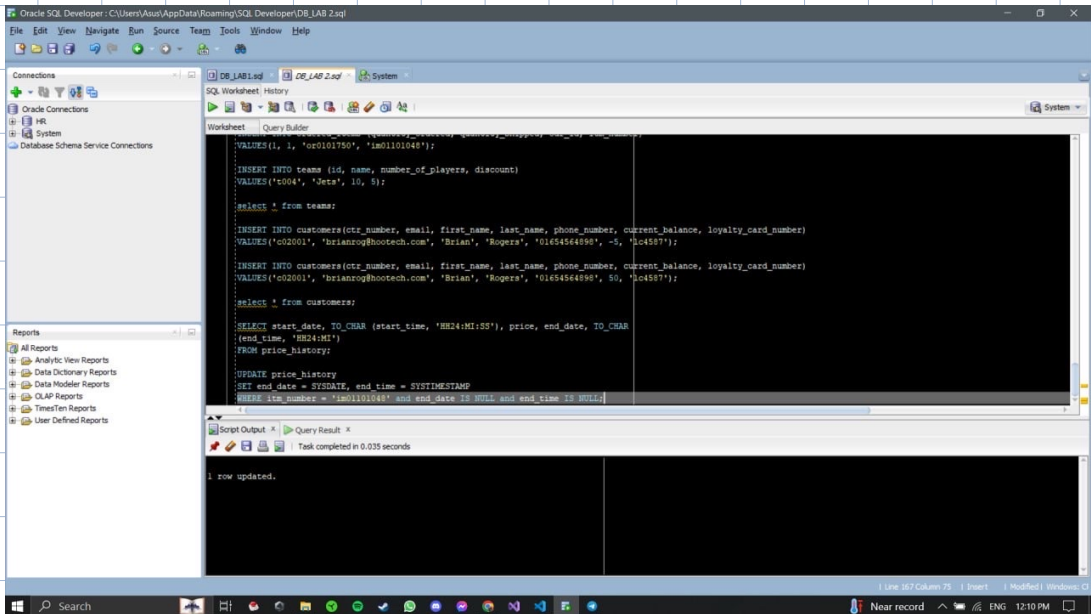 Oracle SQL Developer : C:\Users\Asus\AppData\Roaming\SQL Developer\DB_LAB 2.sql
File Edit View Navigate Run Source Team Tools Window Help
Connections
Oracle Connections
HR
System
Database Schema Service Connections
DB_LAB1.sql
DB_LAB 2.sql
System
SQL Worksheet History
System
Worksheet Query Builder
VALUES(1, 1, 'or0101750', 'im01101048');
INSERT INTO teams (id, name, number_of_players, discount)
VALUES('t004', 'Jets', 10, 5);
select * from teams;
INSERT INTO customers(ctr_number, email, first_name, last_name, phone_number, current_balance, loyalty_card_number)
VALUES('c02001', 'brianrog@hootech.com', 'Brian', 'Rogers', '01654564898', -5, 'lc4587');
INSERT INTO customers(ctr_number, email, first_name, last_name, phone_number, current_balance, loyalty_card_number)
VALUES('c02001', 'brianrog@hootech.com', 'Brian', 'Rogers', '01654564898', 50, 'lc4587');
select * from customers;
SELECT start_date, TO_CHAR (start_time, 'HH24:MI:SS'), price, end_date, TO_CHAR
(end_time, 'HH24:MI')
FROM price_history;
UPDATE price_history
SET end_date = SYSDATE, end_time = SYSTIMESTAMP
WHERE itm_number = 'im01101048' and end_date IS NULL and end_time IS NULL;
Reports
All Reports
Analytic View Reports
Data Dictionary Reports
Data Modeler Reports
OLAP Reports
TimesTen Reports
User Defined Reports
Script Output x Query Result x
Task completed in 0.035 seconds
1 row updated.
Line 167 Column 75 | Insert | Modified | Windows: C
Search
Near record
ENG
12:10 PM